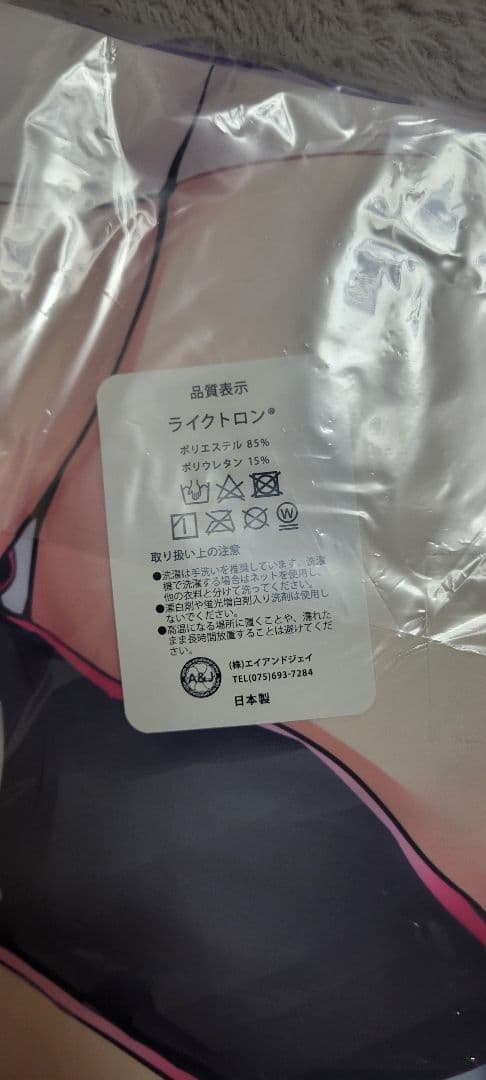 品質表示
ライクトロン®
ポリエステル 85%
ポリウレタン 15%
W
取り扱い上の注意
●洗濯は手洗いを推奨しています。洗濯
機で洗濯する場合はネットを使用し、
他の衣料と分けて洗ってください。
●漂白剤や蛍光増白剤入り洗剤は使用し
ないでください。
●高温になる場所に置くことや、濡れた
まま長時間放置することは避けてくだ
さい。
A&J
(株)エイアンドジェイ
TEL(075)693-7284
日本製